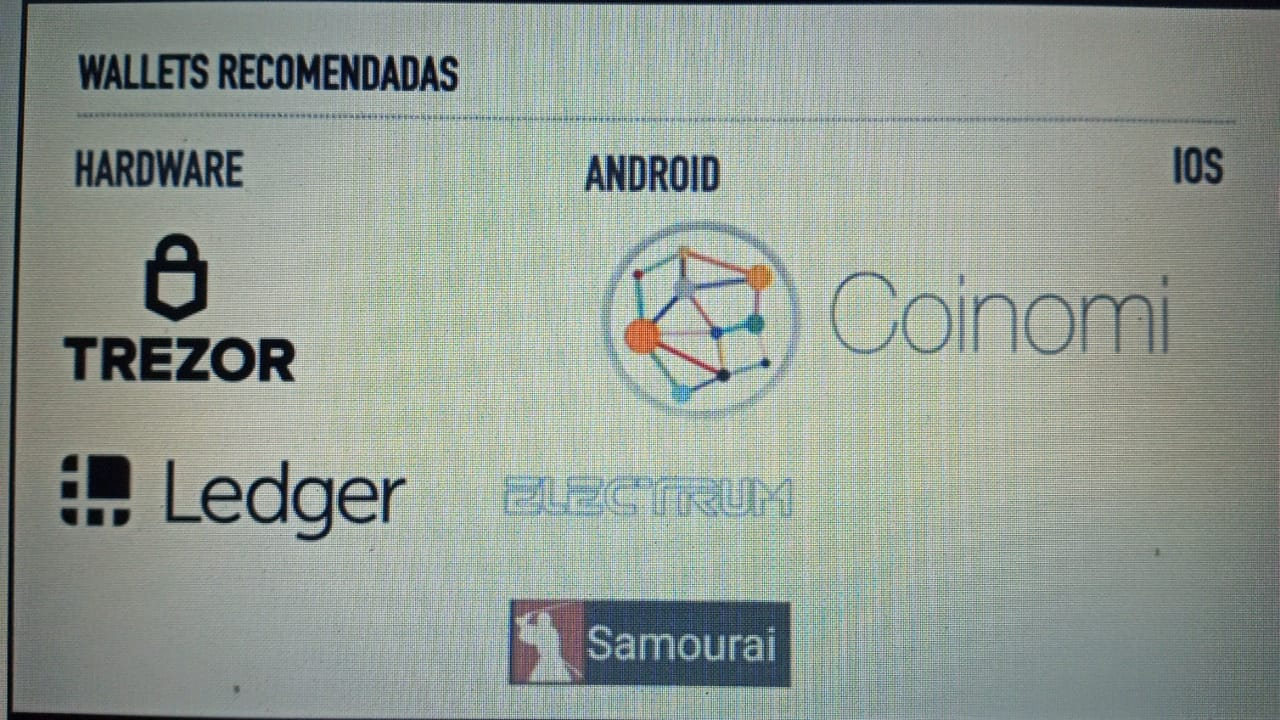 WALLETS RECOMENDADAS
HARDWARE
ANDROID
IOS
TREZOR
Coinomi
Ledger
ELECTRUM
Samourai